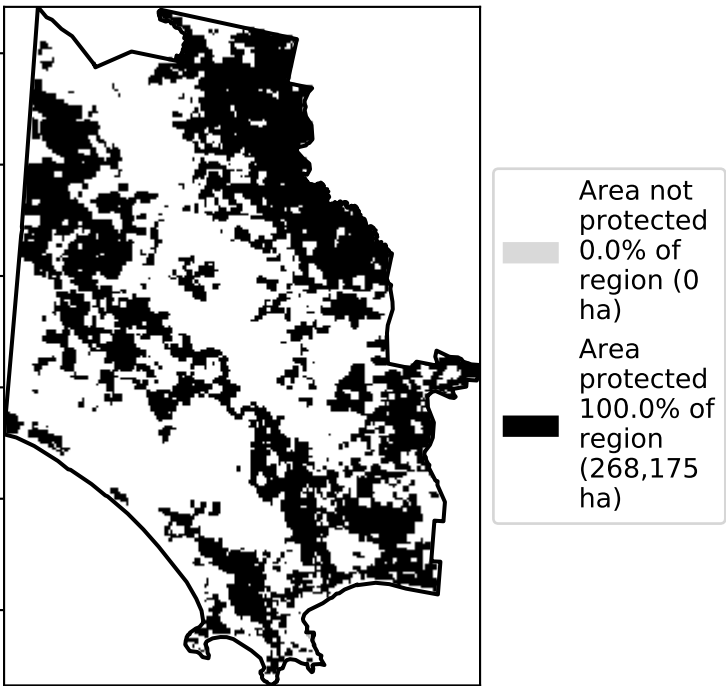 Area not
protected
0.0% of
region (0
ha)
Area
protected
100.0% of
region
(268,175
ha)